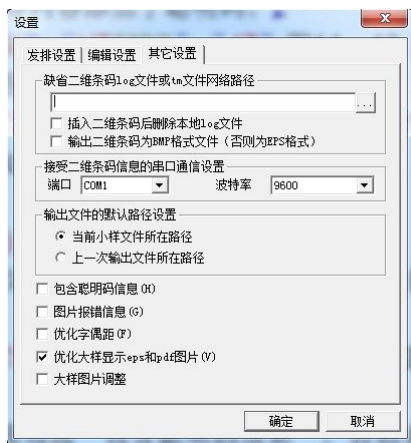 设置
发排设置 编辑设置 其它设置
缺省二维条码log文件或tm文件网络路径
...
插入二维条码后删除本地log文件
输出二维条码为BMP格式文件(否则为EPS格式)
接受二维条码信息的串口通信设置
端口 COM1 波特率 9600
输出文件的默认路径设置
当前小样文件所在路径
上一次输出文件所在路径
包含聪明码信息(H)
图片报错信息(G)
优化字偶距(F)
优化大样显示eps和pdf图片(V)
大样图片调整
确定 取消